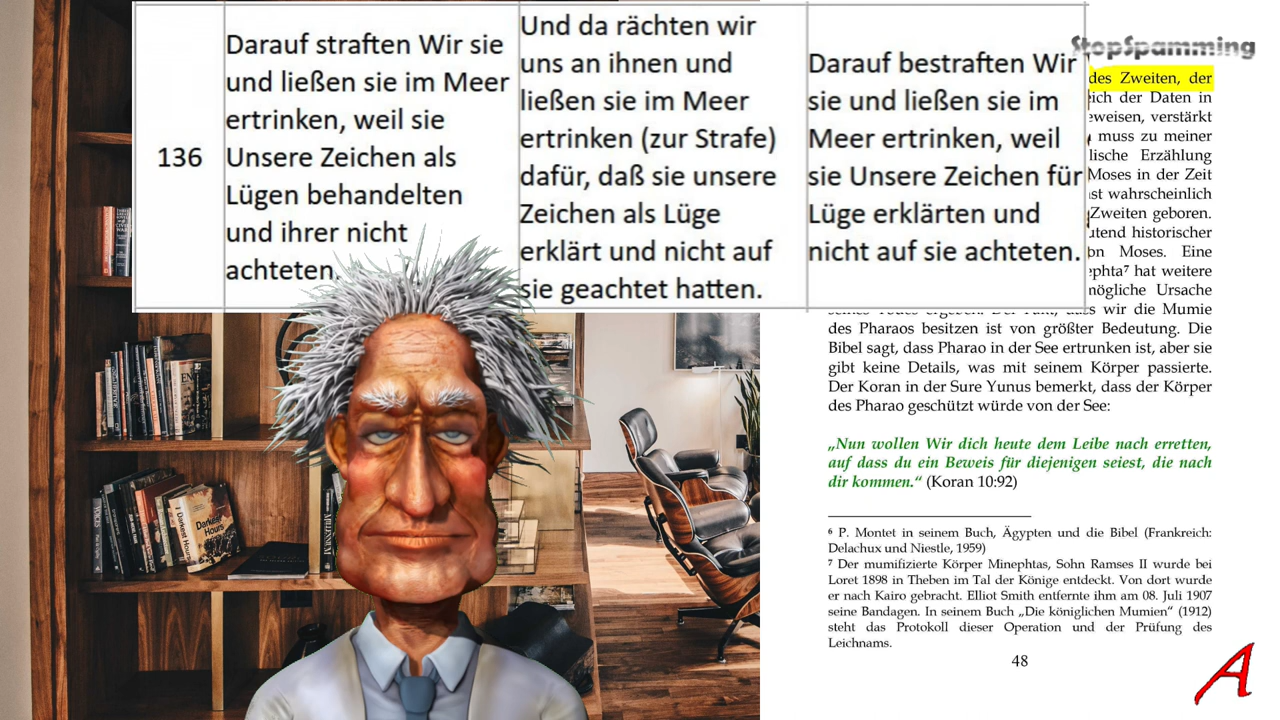 136
Darauf straften Wir sie
und ließen sie im Meer
ertrinken, weil sie
Unsere Zeichen als
Lügen behandelten
und ihrer nicht
achteten.
Und da rächten wir
uns an ihnen und
ließen sie im Meer
ertrinken (zur Strafe)
dafür, daß sie unsere
Zeichen als Lüge
erklärt und nicht auf
sie geachtet hatten.
Darauf bestraften Wir
sie und ließen sie im
Meer ertrinken, weil
sie Unsere Zeichen für
Lüge erklärten und
nicht auf sie achteten.
StopSpamming
des Zweiten, der
der Daten in
verstärkt
muss zu meiner
Erzählung
Moses in der Zeit
wahrscheinlich
Zweiten geboren.
historischer
Moses. Eine
hat weitere
mögliche Ursache
wir die Mumie
des Pharaos besitzen ist von größter Bedeutung. Die
Bibel sagt, dass Pharao in der See ertrunken ist, aber sie
gibt keine Details, was mit seinem Körper passierte.
Der Koran in der Sure Yunus bemerkt, dass der Körper
des Pharao geschützt würde von der See:
„Nun wollen Wir dich heute dem Leibe nach erretten,
auf dass du ein Beweis für diejenigen seiest, die nach
dir kommen.“ (Koran 10:92)
⁶ P. Montet in seinem Buch, Ägypten und die Bibel (Frankreich:
Delachux und Niestle, 1959)
⁷ Der mumifizierte Körper Minephtas, Sohn Ramses II wurde bei
Loret 1898 in Theben im Tal der Könige entdeckt. Von dort wurde
er nach Kairo gebracht. Elliot Smith entfernte ihm am 08. Juli 1907
seine Bandagen. In seinem Buch „Die königlichen Mumien“ (1912)
steht das Protokoll dieser Operation und der Prüfung des
Leichnams.
48
Darkest
Hours
A